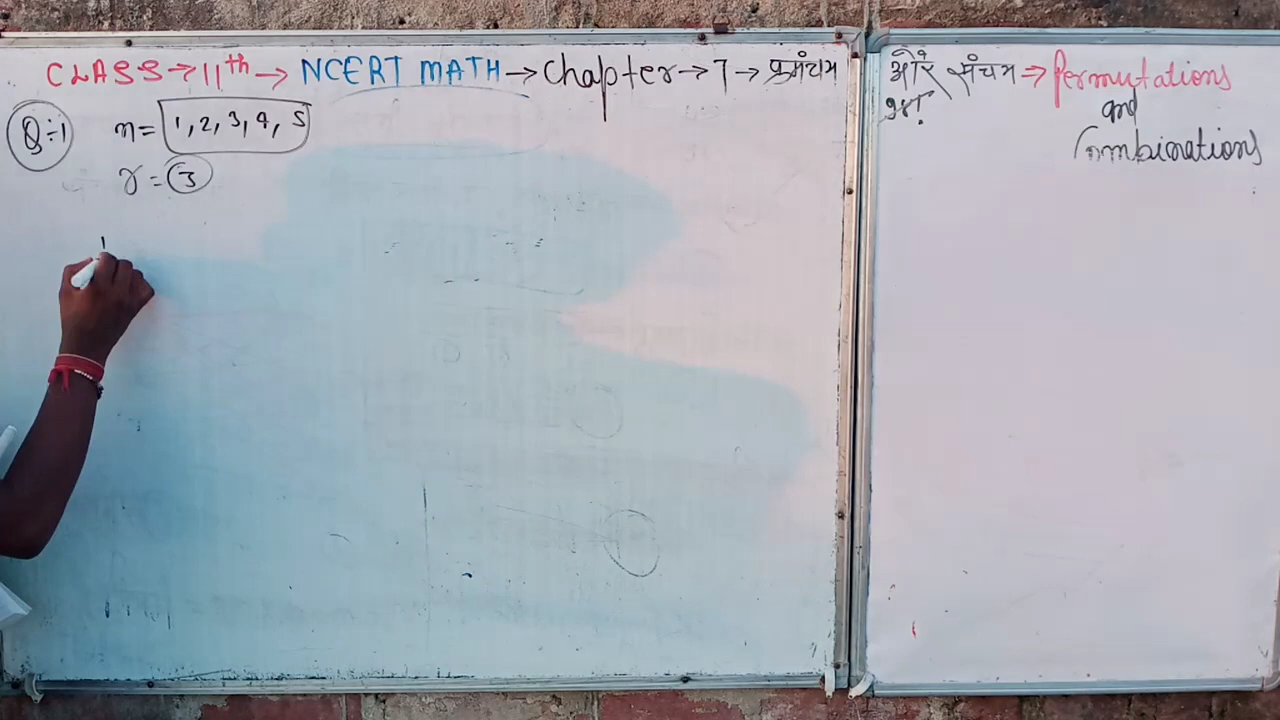 CLASS → 11th → NCERT MATH → Chapter → 7 → क्रमचय और संचय ⇒ Permutations and Combinations
Q÷1 n = 1, 2, 3, 4, 5
r = 3